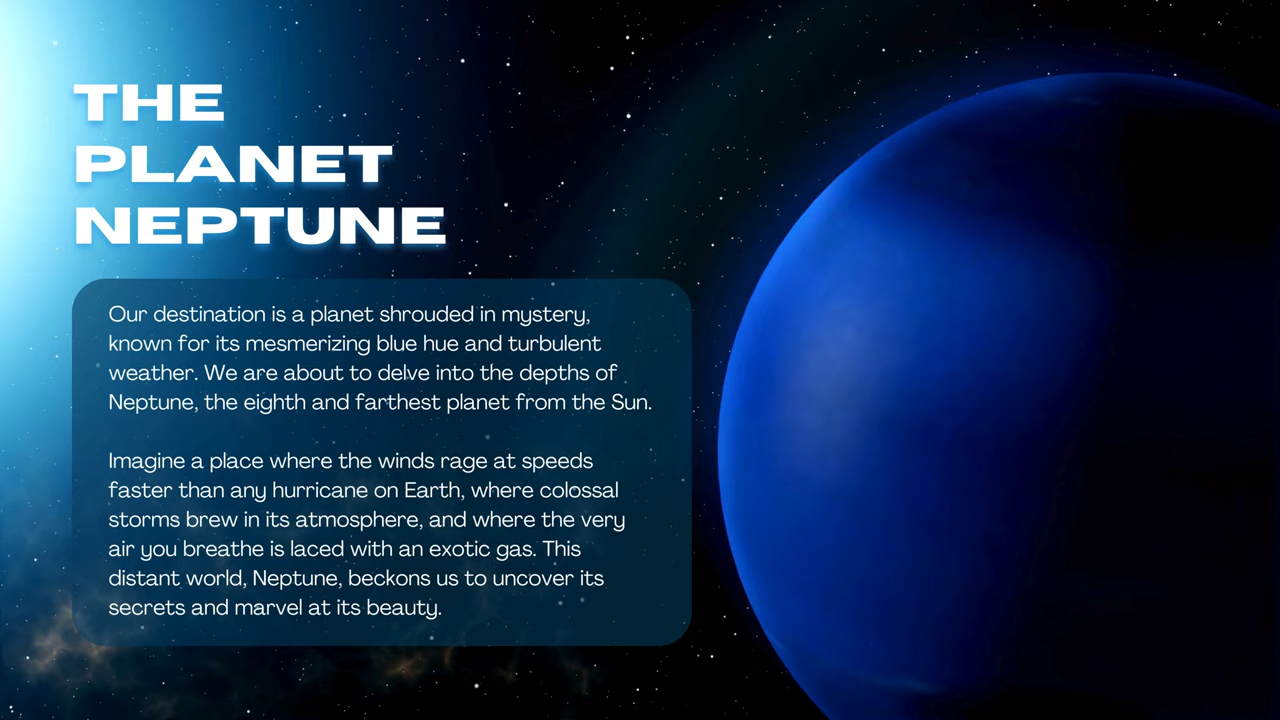 THE
PLANET
NEPTUNE
Our destination is a planet shrouded in mystery,
known for its mesmerizing blue hue and turbulent
weather. We are about to delve into the depths of
Neptune, the eighth and farthest planet from the Sun.
Imagine a place where the winds rage at speeds
faster than any hurricane on Earth, where colossal
storms brew in its atmosphere, and where the very
air you breathe is laced with an exotic gas. This
distant world, Neptune, beckons us to uncover its
secrets and marvel at its beauty.